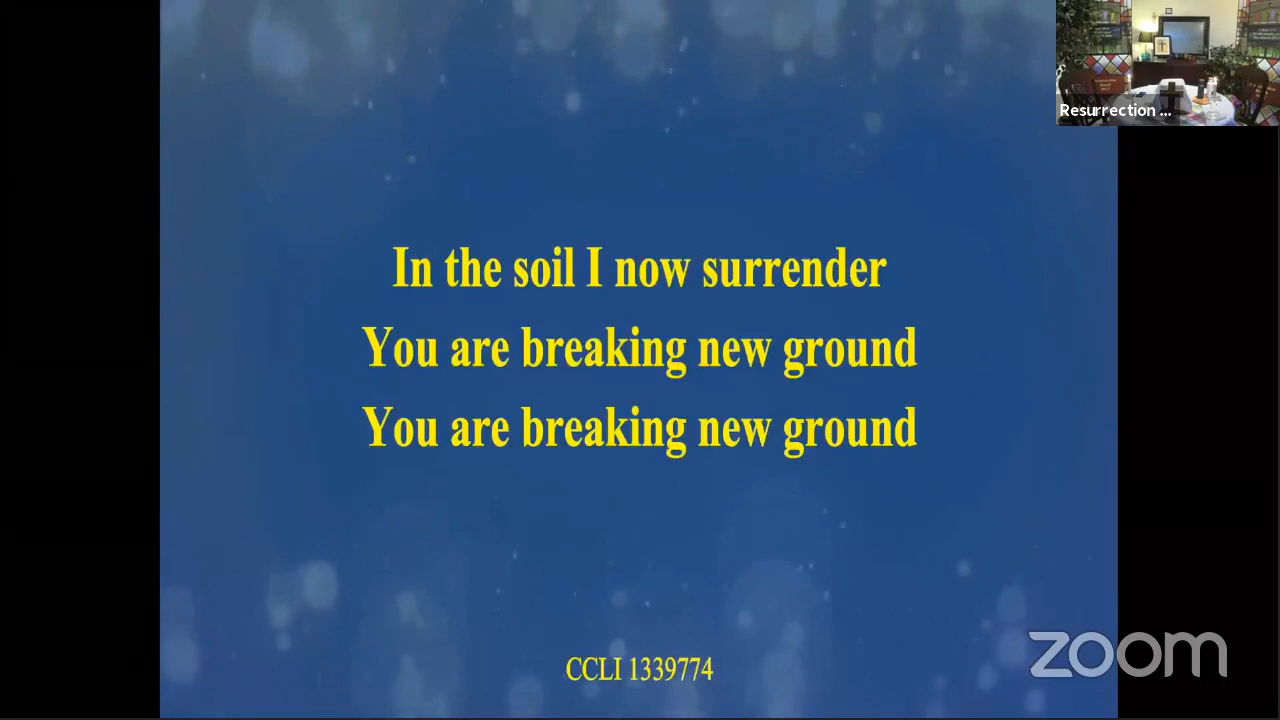 Resurrection ...
In the soil I now surrender
You are breaking new ground
You are breaking new ground
zoom
CCLI 1339774